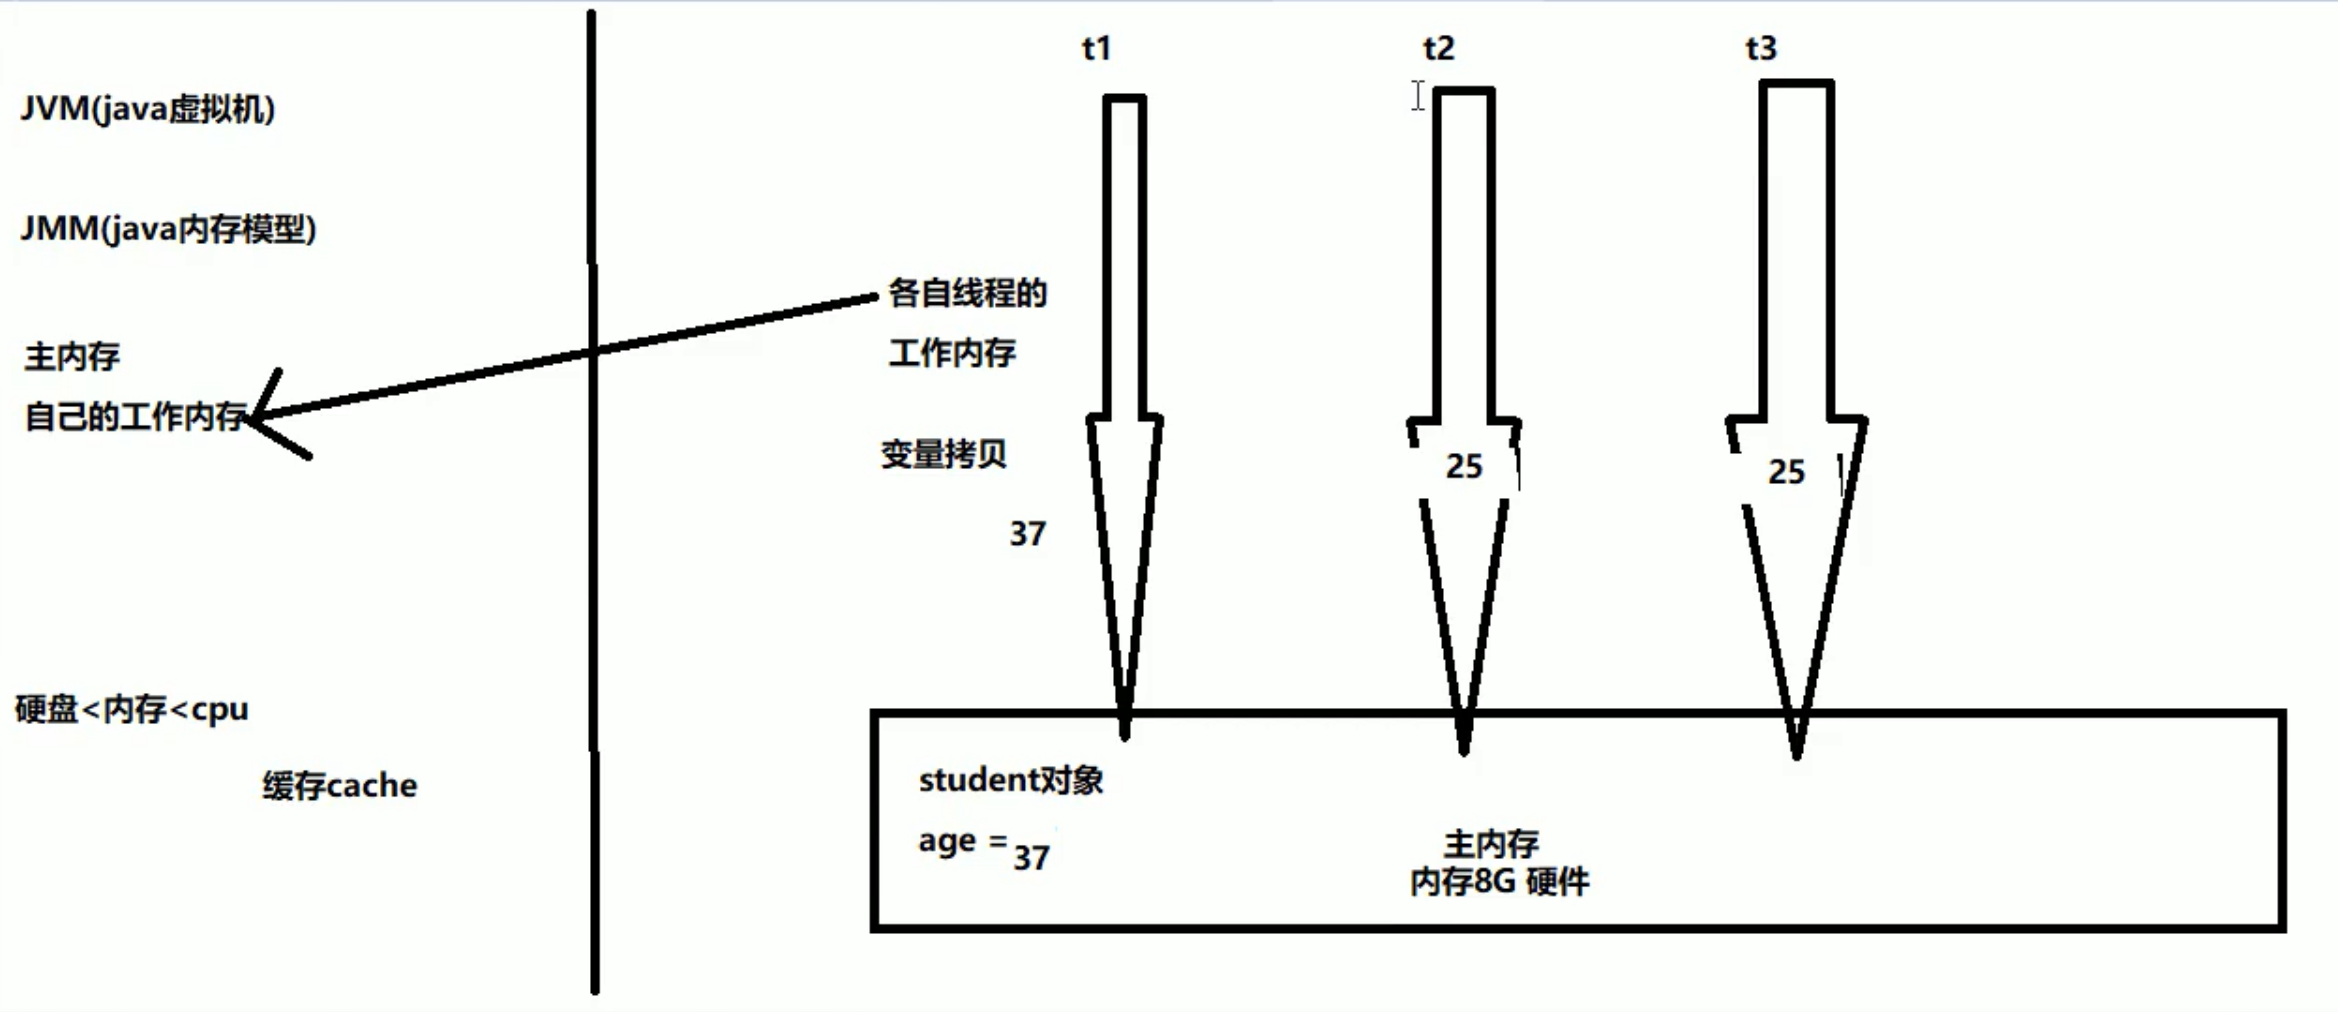 JVM(java虚拟机)
JMM(java内存模型)
主内存
自己的工作内存
硬盘<内存<cpu
缓存cache
t1
t2
t3
各自线程的
工作内存
变量拷贝
37
25
25
student对象
age = 37
主内存
内存8G 硬件